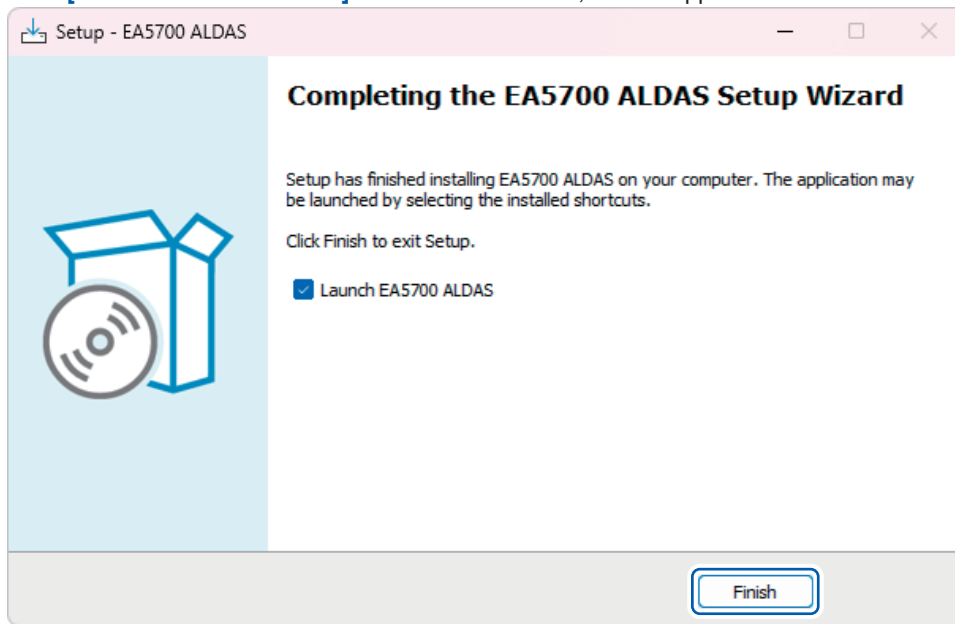 Setup - EA5700 ALDAS
Completing the EA5700 ALDAS Setup Wizard
Setup has finished installing EA5700 ALDAS on your computer. The application may
be launched by selecting the installed shortcuts.
Click Finish to exit Setup.
Launch EA5700 ALDAS
Finish